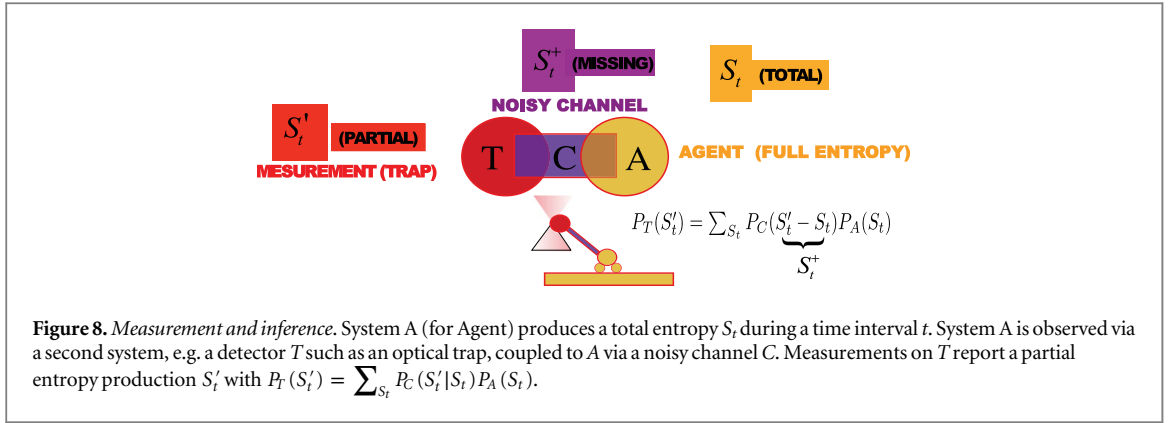 S_t^+ (MISSING)
S_t (TOTAL)
NOISY CHANNEL
S_t' (PARTIAL)
MESUREMENT (TRAP)
T C A
AGENT (FULL ENTROPY)
P_T(S_t') = ∑_{S_t} P_C(S_t' − S_t)P_A(S_t)
S_t^+
Figure 8. Measurement and inference. System A (for Agent) produces a total entropy S_t during a time interval t. System A is observed via
a second system, e.g. a detector T such as an optical trap, coupled to A via a noisy channel C. Measurements on T report a partial
entropy production S_t' with P_T(S_t') = ∑_{S_t} P_C(S_t'|S_t)P_A(S_t).